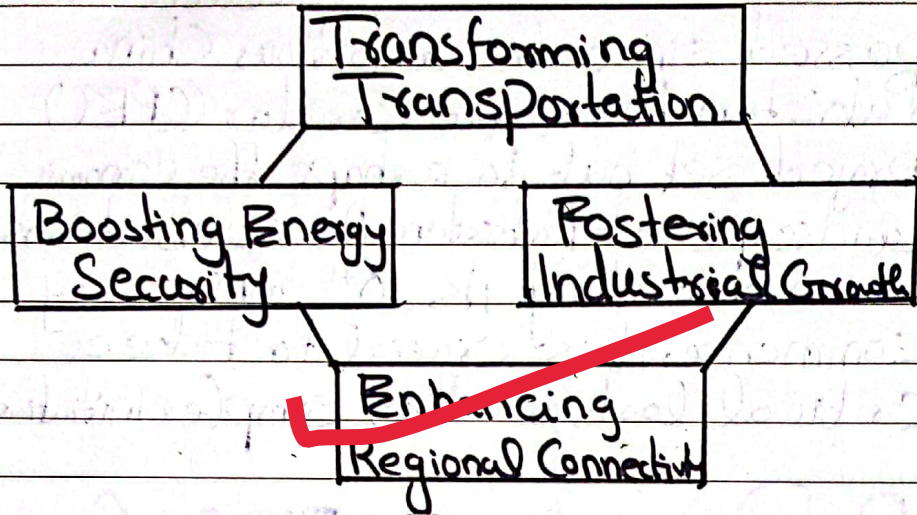 Transforming
Transportation
Boosting Energy
Security
Fostering
Industrial Growth
Enhancing
Regional Connectivity